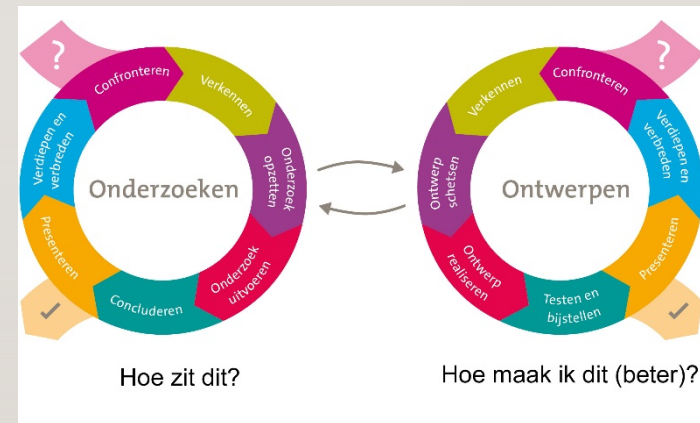 ?
Confronteren
Verkennen
Onderzoek
opzetten
Onderzoek
uitvoeren
Concluderen
Presenteren
✓
Verdiepen en
verbreden
Onderzoeken
Hoe zit dit?
?
Confronteren
Verkennen
Ontwerp
schetsen
Ontwerp
realiseren
Testen en
bijstellen
Presenteren
✓
Verdiepen en
verbreden
Ontwerpen
Hoe maak ik dit (beter)?